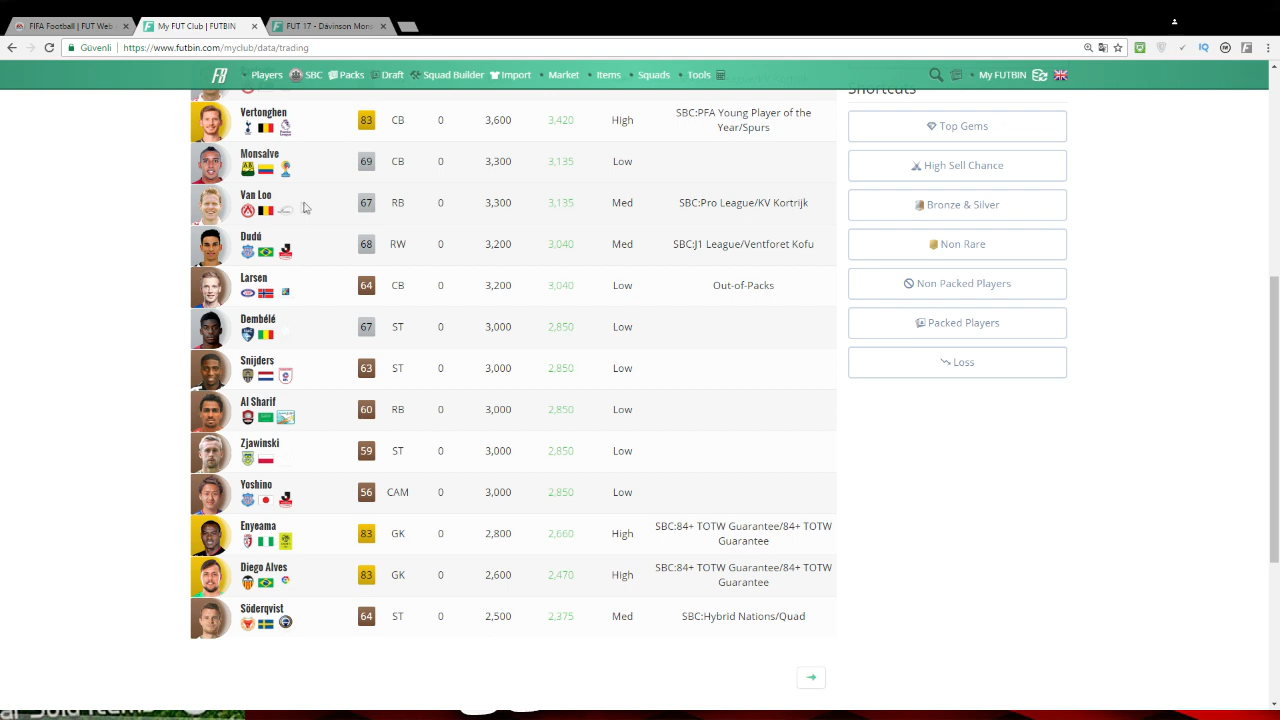 FIFA Football | FUT Web
My FUT Club | FUTBIN
FUT 17 - Dávinson Mons
Güvenli
https://www.futbin.com/myclub/data/trading
Players
SBC
Packs
Draft
Squad Builder
Import
Market
Items
Squads
Tools
My FUTBIN
Vertonghen 83 CB 0 3,600 3,420 High SBC:PFA Young Player of the
Year/Spurs
Monsalve 69 CB 0 3,300 3,135 Low
Van Loo 67 RB 0 3,300 3,135 Med SBC:Pro League/KV Kortrijk
Dudú 68 RW 0 3,200 3,040 Med SBC:J1 League/Ventforet Kofu
Larsen 64 CB 0 3,200 3,040 Low Out-of-Packs
Dembélé 67 ST 0 3,000 2,850 Low
Snijders 63 ST 0 3,000 2,850 Low
Al Sharif 60 RB 0 3,000 2,850 Low
Zjawinski 59 ST 0 3,000 2,850 Low
Yoshino 56 CAM 0 3,000 2,850 Low
Enyeama 83 GK 0 2,800 2,660 High SBC:84+ TOTW Guarantee/84+ TOTW
Guarantee
Diego Alves 83 GK 0 2,600 2,470 High SBC:84+ TOTW Guarantee/84+ TOTW
Guarantee
Söderqvist 64 ST 0 2,500 2,375 Med SBC:Hybrid Nations/Quad
Shortcuts
Top Gems
High Sell Chance
Bronze & Silver
Non Rare
Non Packed Players
Packed Players
Loss